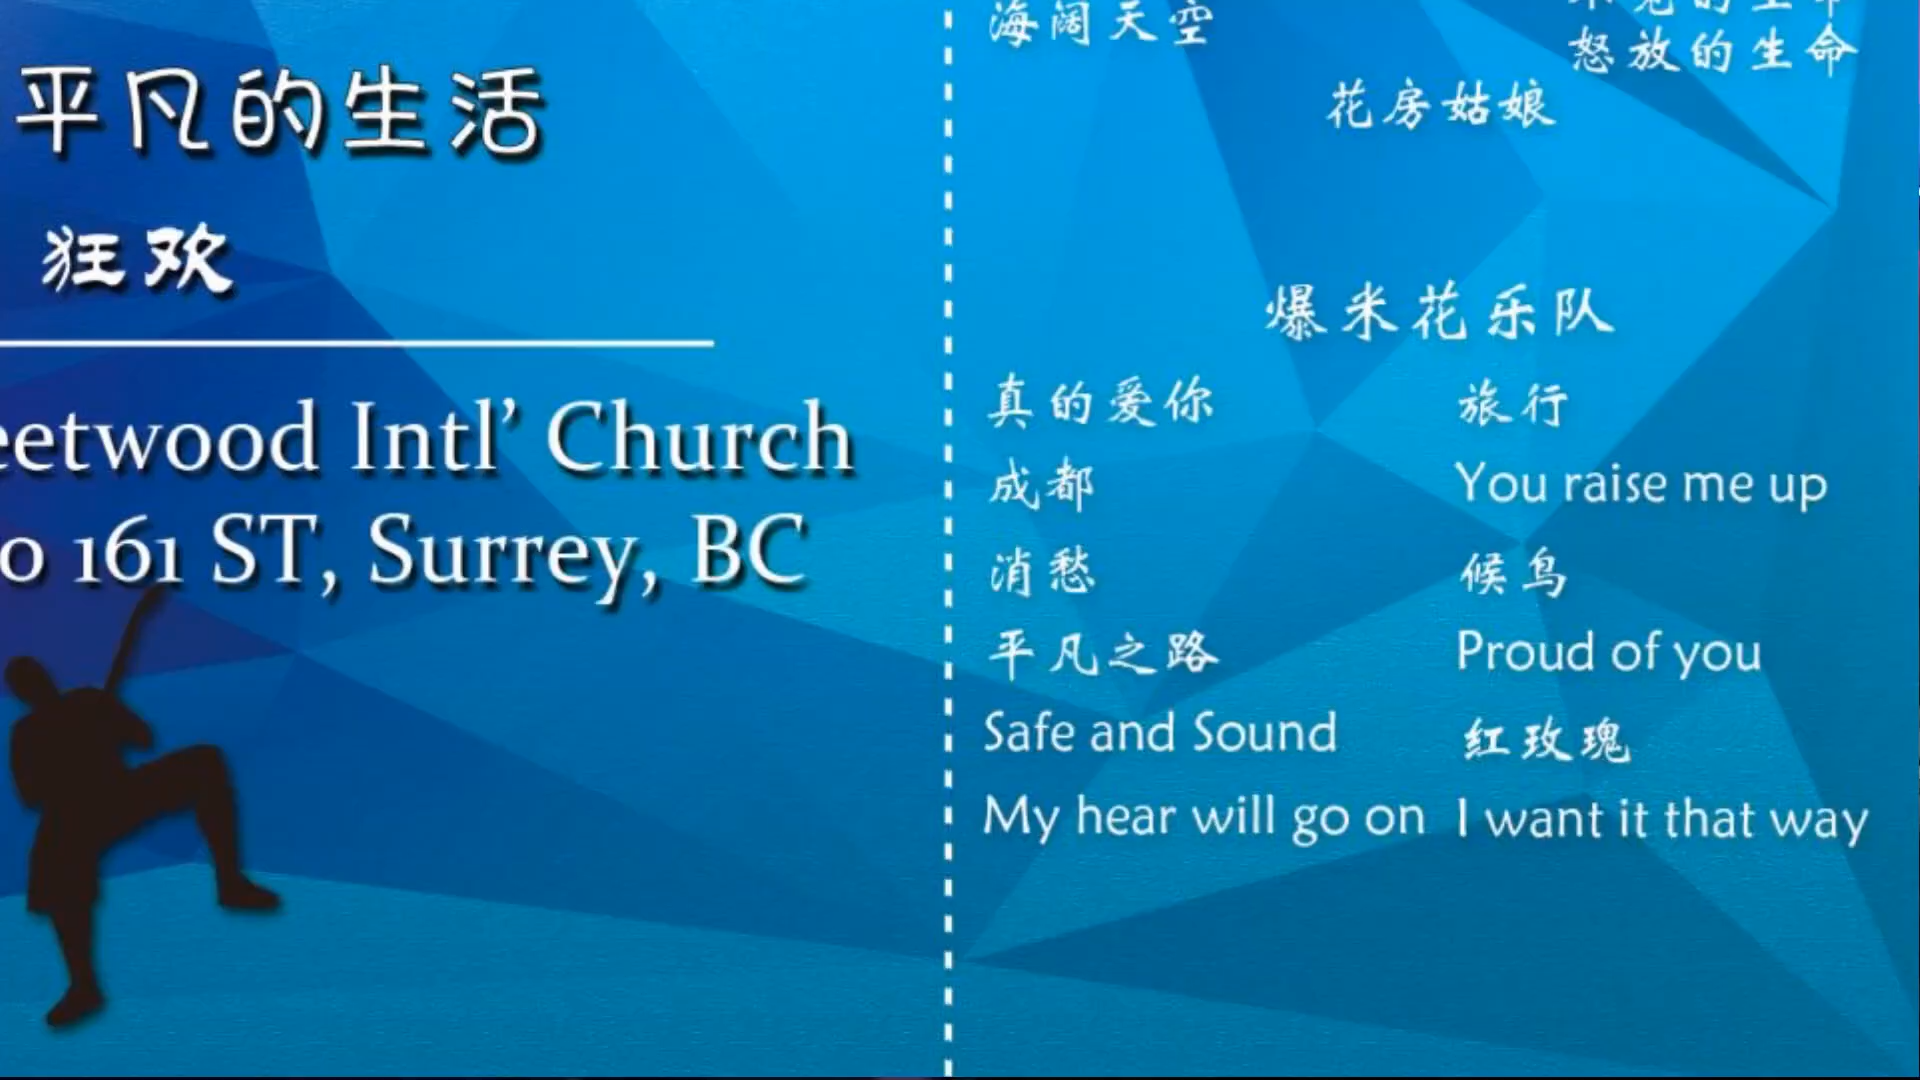 平凡的生活
狂欢
eetwood Intl’ Church
o 161 ST, Surrey, BC
海阔天空
怒放的生命
花房姑娘
爆米花乐队
真的爱你 旅行
成都 You raise me up
消愁 候鸟
平凡之路 Proud of you
Safe and Sound 红玫瑰
My hear will go on I want it that way